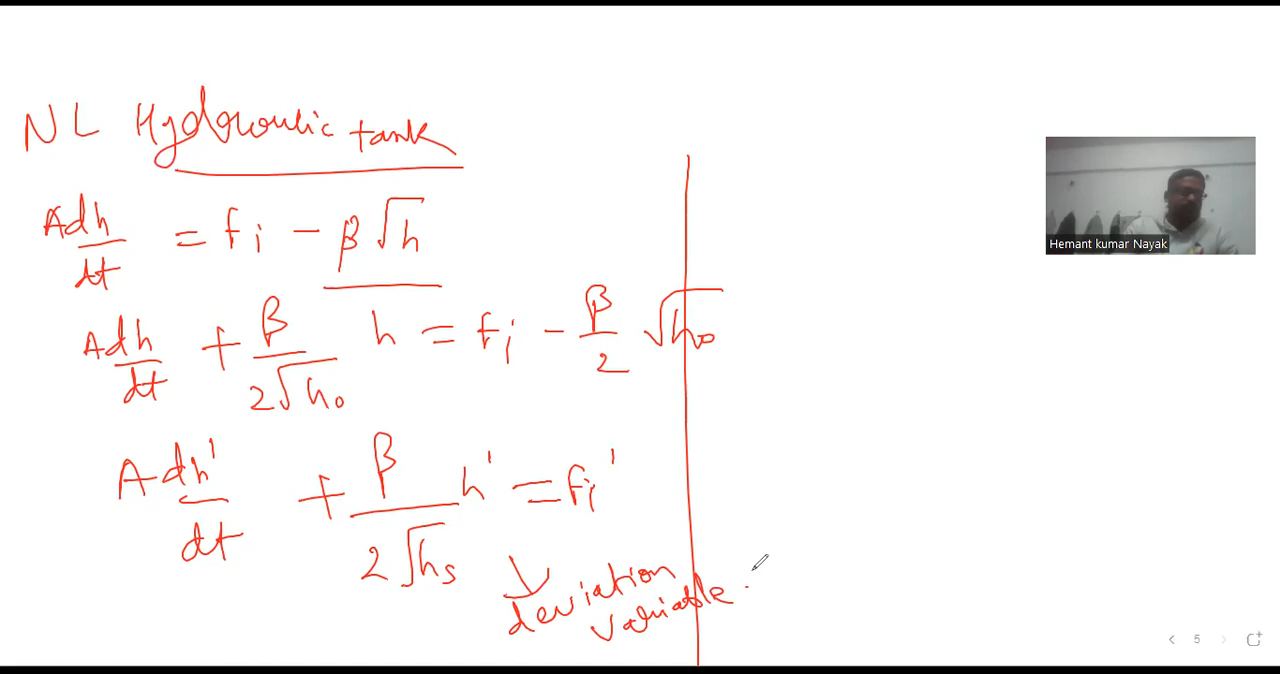 NL Hydraulic tank
A dh/dt = fi - β√h
A dh/dt + β/2√h₀ h = fi - β/2 √h₀
A dh'/dt + β/2√hs h' = fi'
deviation
variable.
Hemant kumar Nayak
5